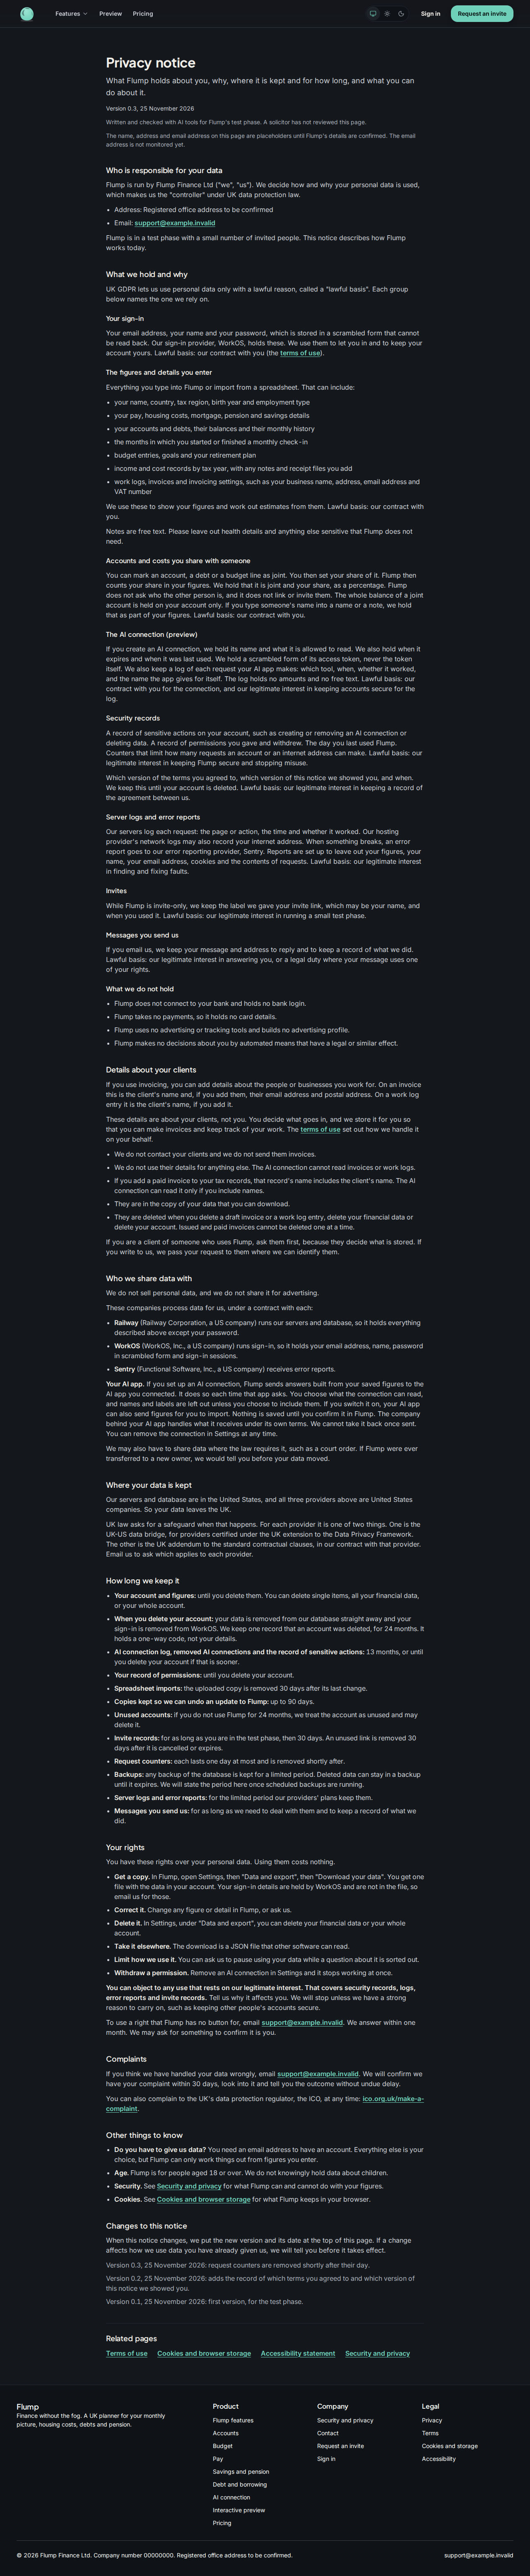 Features
Preview
Pricing
Sign in
Request an invite
Privacy notice
What Flump holds about you, why, where it is kept and for how long, and what you can
do about it.
Version 0.3, 25 November 2026
Written and checked with AI tools for Flump's test phase. A solicitor has not reviewed this page.
The name, address and email address on this page are placeholders until Flump's details are confirmed. The email
address is not monitored yet.
Who is responsible for your data
Flump is run by Flump Finance Ltd ("we", "us"). We decide how and why your personal data is used,
which makes us the "controller" under UK data protection law.
• Address: Registered office address to be confirmed
• Email: support@example.invalid
Flump is in a test phase with a small number of invited people. This notice describes how Flump
works today.
What we hold and why
UK GDPR lets us use personal data only with a lawful reason, called a "lawful basis". Each group
below names the one we rely on.
Your sign-in
Your email address, your name and your password, which is stored in a scrambled form that cannot
be read back. Our sign-in provider, WorkOS, holds these. We use them to let you in and to keep your
account yours. Lawful basis: our contract with you (the terms of use).
The figures and details you enter
Everything you type into Flump or import from a spreadsheet. That can include:
• your name, country, tax region, birth year and employment type
• your pay, housing costs, mortgage, pension and savings details
• your accounts and debts, their balances and their monthly history
• the months in which you started or finished a monthly check-in
• budget entries, goals and your retirement plan
• income and cost records by tax year, with any notes and receipt files you add
• work logs, invoices and invoicing settings, such as your business name, address, email address and
VAT number
We use these to show your figures and work out estimates from them. Lawful basis: our contract with
you.
Notes are free text. Please leave out health details and anything else sensitive that Flump does not
need.
Accounts and costs you share with someone
You can mark an account, a debt or a budget line as joint. You then set your share of it. Flump then
counts your share in your figures. We hold that it is joint and your share, as a percentage. Flump
does not ask who the other person is, and it does not link or invite them. The whole balance of a joint
account is held on your account only. If you type someone's name into a name or a note, we hold
that as part of your figures. Lawful basis: our contract with you.
The AI connection (preview)
If you create an AI connection, we hold its name and what it is allowed to read. We also hold when it
expires and when it was last used. We hold a scrambled form of its access token, never the token
itself. We also keep a log of each request your AI app makes: which tool, when, whether it worked,
and the name the app gives for itself. The log holds no amounts and no free text. Lawful basis: our
contract with you for the connection, and our legitimate interest in keeping accounts secure for the
log.
Security records
A record of sensitive actions on your account, such as creating or removing an AI connection or
deleting data. A record of permissions you gave and withdrew. The day you last used Flump.
Counters that limit how many requests an account or an internet address can make. Lawful basis: our
legitimate interest in keeping Flump secure and stopping misuse.
Which version of the terms you agreed to, which version of this notice we showed you, and when.
We keep this until your account is deleted. Lawful basis: our legitimate interest in keeping a record of
the agreement between us.
Server logs and error reports
Our servers log each request: the page or action, the time and whether it worked. Our hosting
provider's network logs may also record your internet address. When something breaks, an error
report goes to our error reporting provider, Sentry. Reports are set up to leave out your figures, your
name, your email address, cookies and the contents of requests. Lawful basis: our legitimate interest
in finding and fixing faults.
Invites
While Flump is invite-only, we keep the label we gave your invite link, which may be your name, and
when you used it. Lawful basis: our legitimate interest in running a small test phase.
Messages you send us
If you email us, we keep your message and address to reply and to keep a record of what we did.
Lawful basis: our legitimate interest in answering you, or a legal duty where your message uses one
of your rights.
What we do not hold
• Flump does not connect to your bank and holds no bank login.
• Flump takes no payments, so it holds no card details.
• Flump uses no advertising or tracking tools and builds no advertising profile.
• Flump makes no decisions about you by automated means that have a legal or similar effect.
Details about your clients
If you use invoicing, you can add details about the people or businesses you work for. On an invoice
this is the client's name and, if you add them, their email address and postal address. On a work log
entry it is the client's name, if you add it.
These details are about your clients, not you. You decide what goes in, and we store it for you so
that you can make invoices and keep track of your work. The terms of use set out how we handle it
on your behalf.
• We do not contact your clients and we do not send them invoices.
• We do not use their details for anything else. The AI connection cannot read invoices or work logs.
• If you add a paid invoice to your tax records, that record's name includes the client's name. The AI
connection can read it only if you include names.
• They are in the copy of your data that you can download.
• They are deleted when you delete a draft invoice or a work log entry, delete your financial data or
delete your account. Issued and paid invoices cannot be deleted one at a time.
If you are a client of someone who uses Flump, ask them first, because they decide what is stored. If
you write to us, we pass your request to them where we can identify them.
Who we share data with
We do not sell personal data, and we do not share it for advertising.
These companies process data for us, under a contract with each:
• Railway (Railway Corporation, a US company) runs our servers and database, so it holds everything
described above except your password.
• WorkOS (WorkOS, Inc., a US company) runs sign-in, so it holds your email address, name, password
in scrambled form and sign-in sessions.
• Sentry (Functional Software, Inc., a US company) receives error reports.
Your AI app. If you set up an AI connection, Flump sends answers built from your saved figures to the
AI app you connected. It does so each time that app asks. You choose what the connection can read,
and names and labels are left out unless you choose to include them. If you switch it on, your AI app
can also send figures for you to import. Nothing is saved until you confirm it in Flump. The company
behind your AI app handles what it receives under its own terms. We cannot take it back once sent.
You can remove the connection in Settings at any time.
We may also have to share data where the law requires it, such as a court order. If Flump were ever
transferred to a new owner, we would tell you before your data moved.
Where your data is kept
Our servers and database are in the United States, and all three providers above are United States
companies. So your data leaves the UK.
UK law asks for a safeguard when that happens. For each provider it is one of two things. One is the
UK-US data bridge, for providers certified under the UK extension to the Data Privacy Framework.
The other is the UK addendum to the standard contractual clauses, in our contract with that provider.
Email us to ask which applies to each provider.
How long we keep it
• Your account and figures: until you delete them. You can delete single items, all your financial data,
or your whole account.
• When you delete your account: your data is removed from our database straight away and your
sign-in is removed from WorkOS. We keep one record that an account was deleted, for 24 months. It
holds a one-way code, not your details.
• AI connection log, removed AI connections and the record of sensitive actions: 13 months, or until
you delete your account if that is sooner.
• Your record of permissions: until you delete your account.
• Spreadsheet imports: the uploaded copy is removed 30 days after its last change.
• Copies kept so we can undo an update to Flump: up to 90 days.
• Unused accounts: if you do not use Flump for 24 months, we treat the account as unused and may
delete it.
• Invite records: for as long as you are in the test phase, then 30 days. An unused link is removed 30
days after it is cancelled or expires.
• Request counters: each lasts one day at most and is removed shortly after.
• Backups: any backup of the database is kept for a limited period. Deleted data can stay in a backup
until it expires. We will state the period here once scheduled backups are running.
• Server logs and error reports: for the limited period our providers' plans keep them.
• Messages you send us: for as long as we need to deal with them and to keep a record of what we
did.
Your rights
You have these rights over your personal data. Using them costs nothing.
• Get a copy. In Flump, open Settings, then "Data and export", then "Download your data". You get one
file with the data in your account. Your sign-in details are held by WorkOS and are not in the file, so
email us for those.
• Correct it. Change any figure or detail in Flump, or ask us.
• Delete it. In Settings, under "Data and export", you can delete your financial data or your whole
account.
• Take it elsewhere. The download is a JSON file that other software can read.
• Limit how we use it. You can ask us to pause using your data while a question about it is sorted out.
• Withdraw a permission. Remove an AI connection in Settings and it stops working at once.
You can object to any use that rests on our legitimate interest. That covers security records, logs,
error reports and invite records. Tell us why it affects you. We will stop unless we have a strong
reason to carry on, such as keeping other people's accounts secure.
To use a right that Flump has no button for, email support@example.invalid. We answer within one
month. We may ask for something to confirm it is you.
Complaints
If you think we have handled your data wrongly, email support@example.invalid. We will confirm we
have your complaint within 30 days, look into it and tell you the outcome without undue delay.
You can also complain to the UK's data protection regulator, the ICO, at any time: ico.org.uk/make-a-
complaint.
Other things to know
• Do you have to give us data? You need an email address to have an account. Everything else is your
choice, but Flump can only work things out from figures you enter.
• Age. Flump is for people aged 18 or over. We do not knowingly hold data about children.
• Security. See Security and privacy for what Flump can and cannot do with your figures.
• Cookies. See Cookies and browser storage for what Flump keeps in your browser.
Changes to this notice
When this notice changes, we put the new version and its date at the top of this page. If a change
affects how we use data you have already given us, we will tell you before it takes effect.
Version 0.3, 25 November 2026: request counters are removed shortly after their day.
Version 0.2, 25 November 2026: adds the record of which terms you agreed to and which version of
this notice we showed you.
Version 0.1, 25 November 2026: first version, for the test phase.
Related pages
Terms of use
Cookies and browser storage
Accessibility statement
Security and privacy
Flump
Finance without the fog. A UK planner for your monthly
payments, housing costs, debts and pension.
Product
Flump features
Accounts
Budget
Pay
Savings and pension
Debt and borrowing
AI connection
Interactive preview
Pricing
Company
Security and privacy
Contact
Request an invite
Sign in
Legal
Privacy
Terms
Cookies and storage
Accessibility
© 2026 Flump Finance Ltd. Company number 00000000. Registered office address to be confirmed.
support@example.invalid